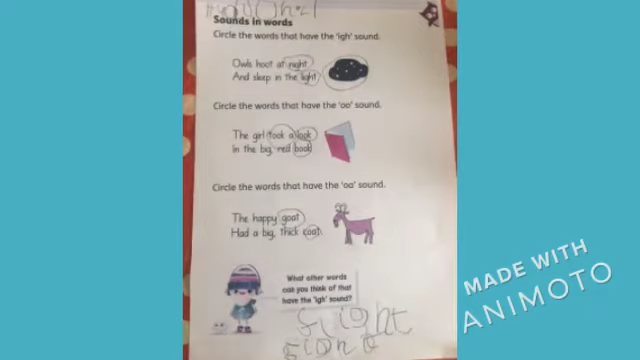 Sounds in words
Circle the words that have the 'igh' sound.
Owls hoot at night
And sleep in the light
Circle the words that have the 'oo' sound.
The girl took a look
In the big, red book
Circle the words that have the 'oa' sound.
The happy goat
Had a big, thick coat.
What other words
can you think of that
have the 'igh' sound?
MADE WITH
ANIMOTO